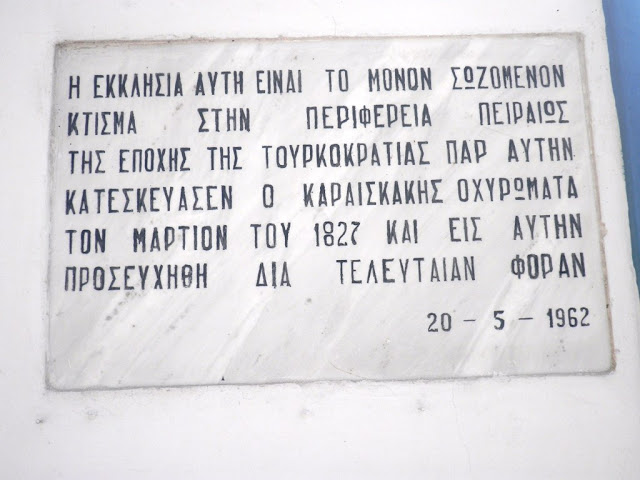 Η ΕΚΚΛΗΣΙΑ ΑΥΤΗ ΕΙΝΑΙ ΤΟ ΜΟΝΟΝ ΣΩΖΟΜΕΝΟΝ
ΚΤΙΣΜΑ ΣΤΗΝ ΠΕΡΙΦΕΡΕΙΑ ΠΕΙΡΑΙΩΣ
ΤΗΣ ΕΠΟΧΗΣ ΤΗΣ ΤΟΥΡΚΟΚΡΑΤΙΑΣ ΠΑΡ ΑΥΤΗΝ
ΚΑΤΕΣΚΕΥΑΣΕΝ Ο ΚΑΡΑΙΣΚΑΚΗΣ ΟΧΥΡΩΜΑΤΑ
ΤΟΝ ΜΑΡΤΙΟΝ ΤΟΥ 1827 ΚΑΙ ΕΙΣ ΑΥΤΗΝ
ΠΡΟΣΕΥΧΗΘΗ ΔΙΑ ΤΕΛΕΥΤΑΙΑΝ ΦΟΡΑΝ
20 - 5 - 1962